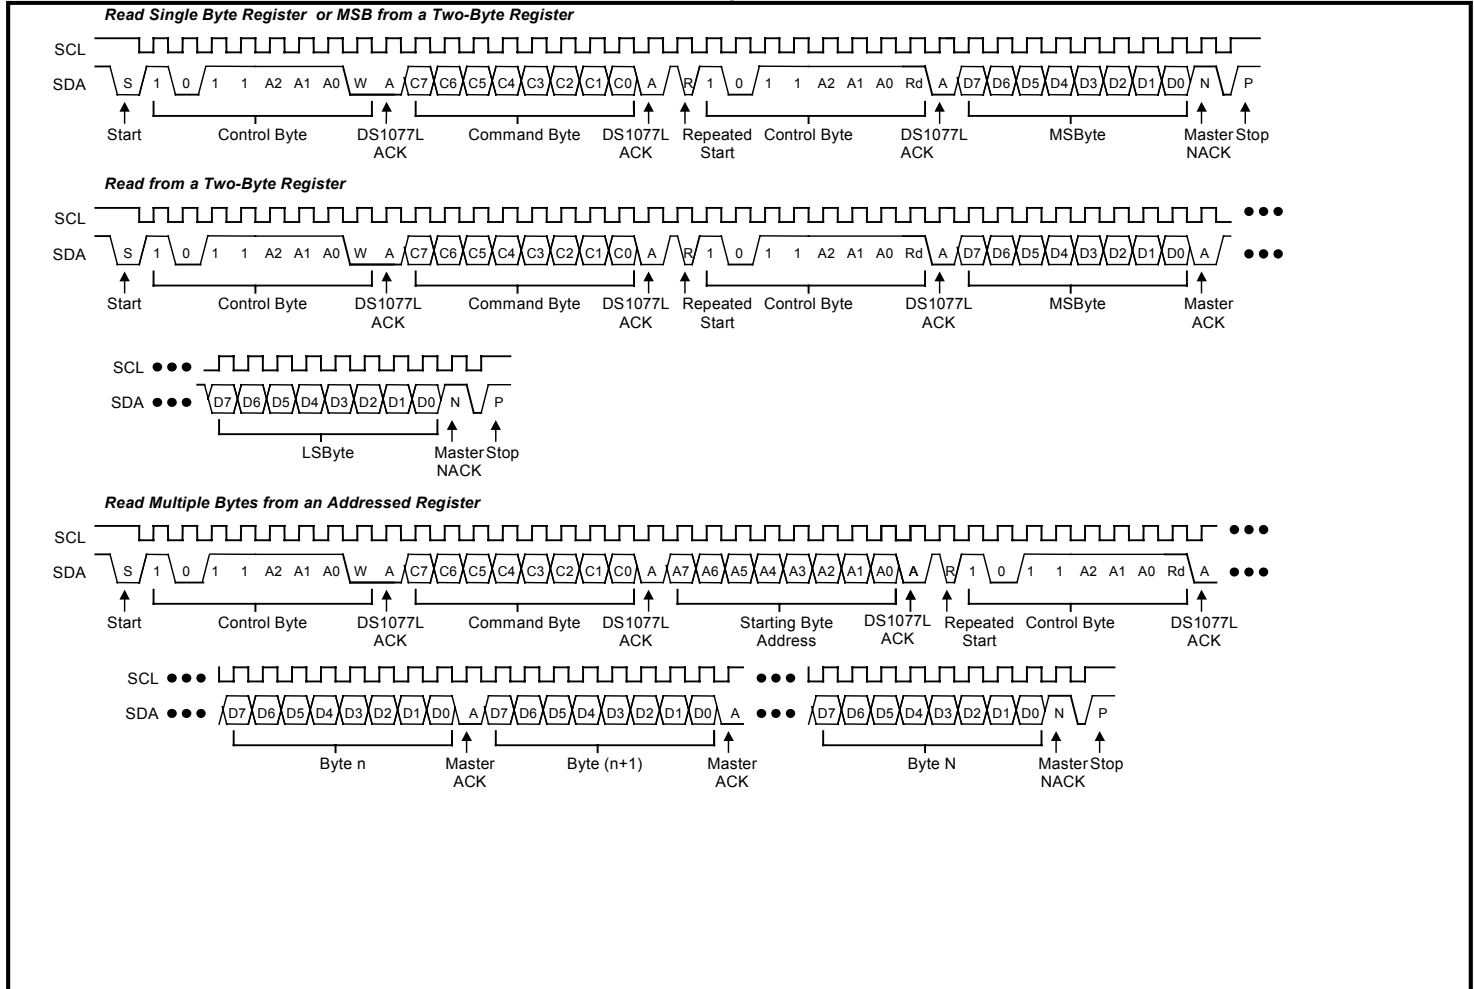 Read Single Byte Register or MSB from a Two-Byte Register
SCL
SDA S 1 0 1 1 A2 A1 A0 W A C7 C6 C5 C4 C3 C2 C1 C0 A R 1 0 1 1 A2 A1 A0 Rd A D7 D6 D5 D4 D3 D2 D1 D0 N P
Start Control Byte DS1077L Command Byte DS1077L Repeated Control Byte DS1077L MSByte Master Stop
ACK ACK Start ACK NACK
Read from a Two-Byte Register
SCL
SDA S 1 0 1 1 A2 A1 A0 W A C7 C6 C5 C4 C3 C2 C1 C0 A R 1 0 1 1 A2 A1 A0 Rd A D7 D6 D5 D4 D3 D2 D1 D0 A
Start Control Byte DS1077L Command Byte DS1077L Repeated Control Byte DS1077L MSByte Master
ACK ACK Start ACK ACK
SCL
SDA D7 D6 D5 D4 D3 D2 D1 D0 N P
LSByte Master Stop
NACK
Read Multiple Bytes from an Addressed Register
SCL
SDA S 1 0 1 1 A2 A1 A0 W A C7 C6 C5 C4 C3 C2 C1 C0 A A7 A6 A5 A4 A3 A2 A1 A0 A R 1 0 1 1 A2 A1 A0 Rd A
Start Control Byte DS1077L Command Byte DS1077L Starting Byte DS1077L Repeated Control Byte DS1077L
ACK ACK Address ACK Start ACK
SCL
SDA D7 D6 D5 D4 D3 D2 D1 D0 A D7 D6 D5 D4 D3 D2 D1 D0 A D7 D6 D5 D4 D3 D2 D1 D0 N P
Byte n Master Byte (n+1) Master Byte N Master Stop
ACK ACK NACK